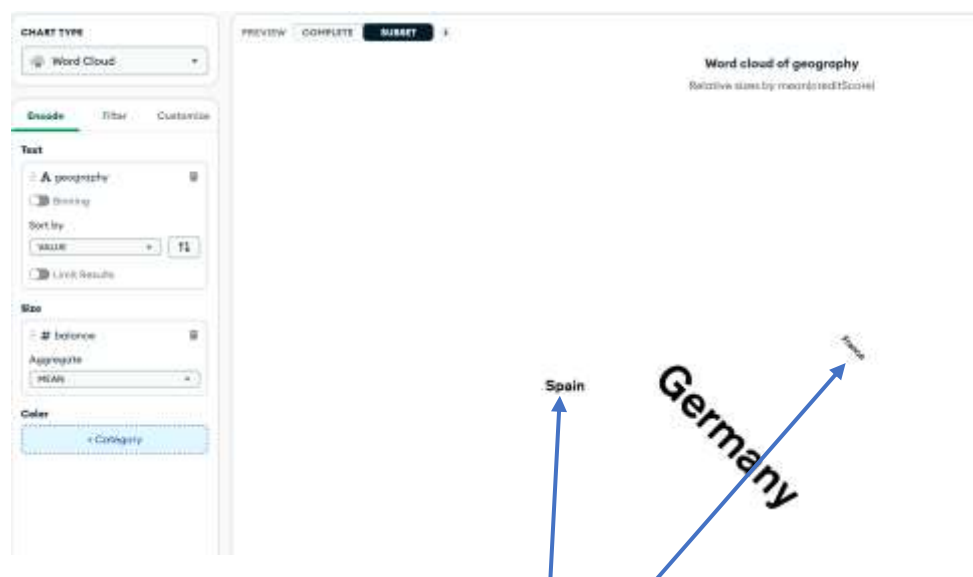 CHART TYPE
Word Cloud
Encode Filter Customize
Text
A geography
Binning
Sort by
VALUE
Limit Results
Size
# balance
Aggregate
MEAN
Color
+ Category
PREVIEW COMPLETE SUBSET
Word cloud of geography
Relative sizes by mean(creditScore)
France
Spain
Germany